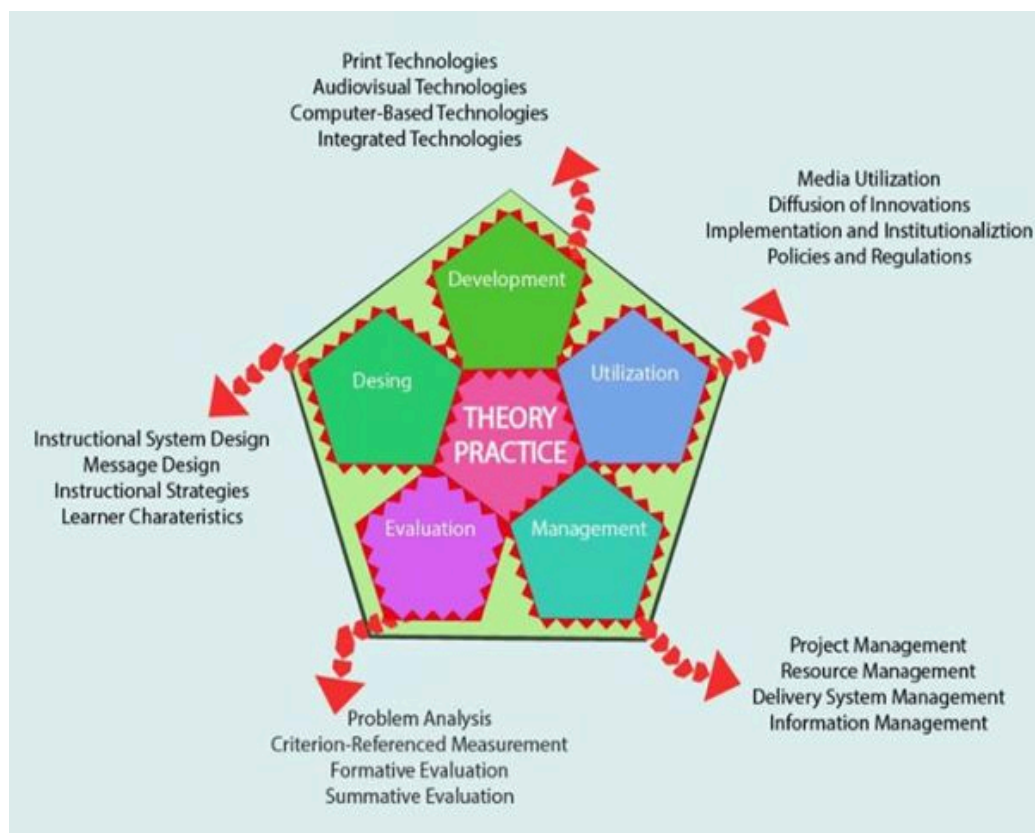 Print Technologies
Audiovisual Technologies
Computer-Based Technologies
Integrated Technologies
Media Utilization
Diffusion of Innovations
Implementation and Institutionaliztion
Policies and Regulations
Development
Desing
Utilization
THEORY
PRACTICE
Instructional System Design
Message Design
Instructional Strategies
Learner Charateristics
Evaluation
Management
Project Management
Resource Management
Delivery System Management
Information Management
Problem Analysis
Criterion-Referenced Measurement
Formative Evaluation
Summative Evaluation